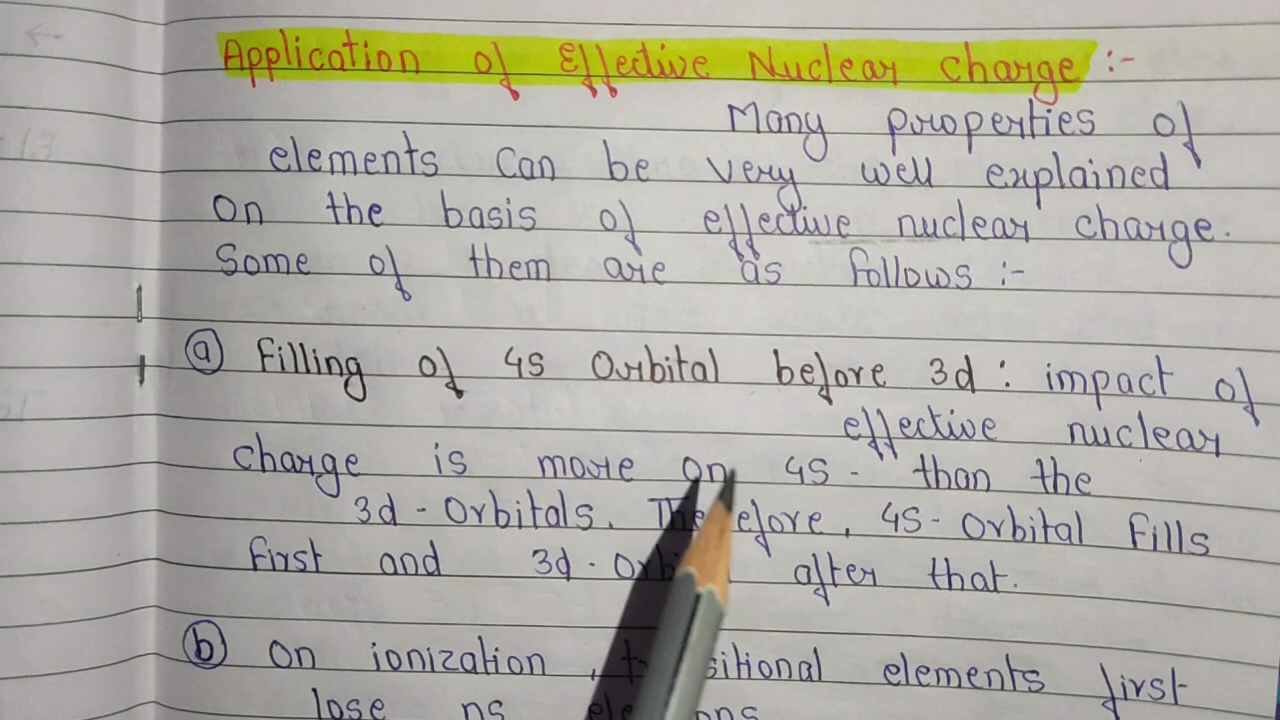 Application of Effective Nuclear charge :-
Many properties of
elements can be very well explained
on the basis of effective nuclear charge.
Some of them are as follows :-
(a) Filling of 4s Orbital before 3d : impact of
effective nuclear
charge is more on 4s - than the
3d - Orbitals. Therefore, 4s - Orbital fills
first and 3d - after that.
(b) On ionization, elements first
lose ns